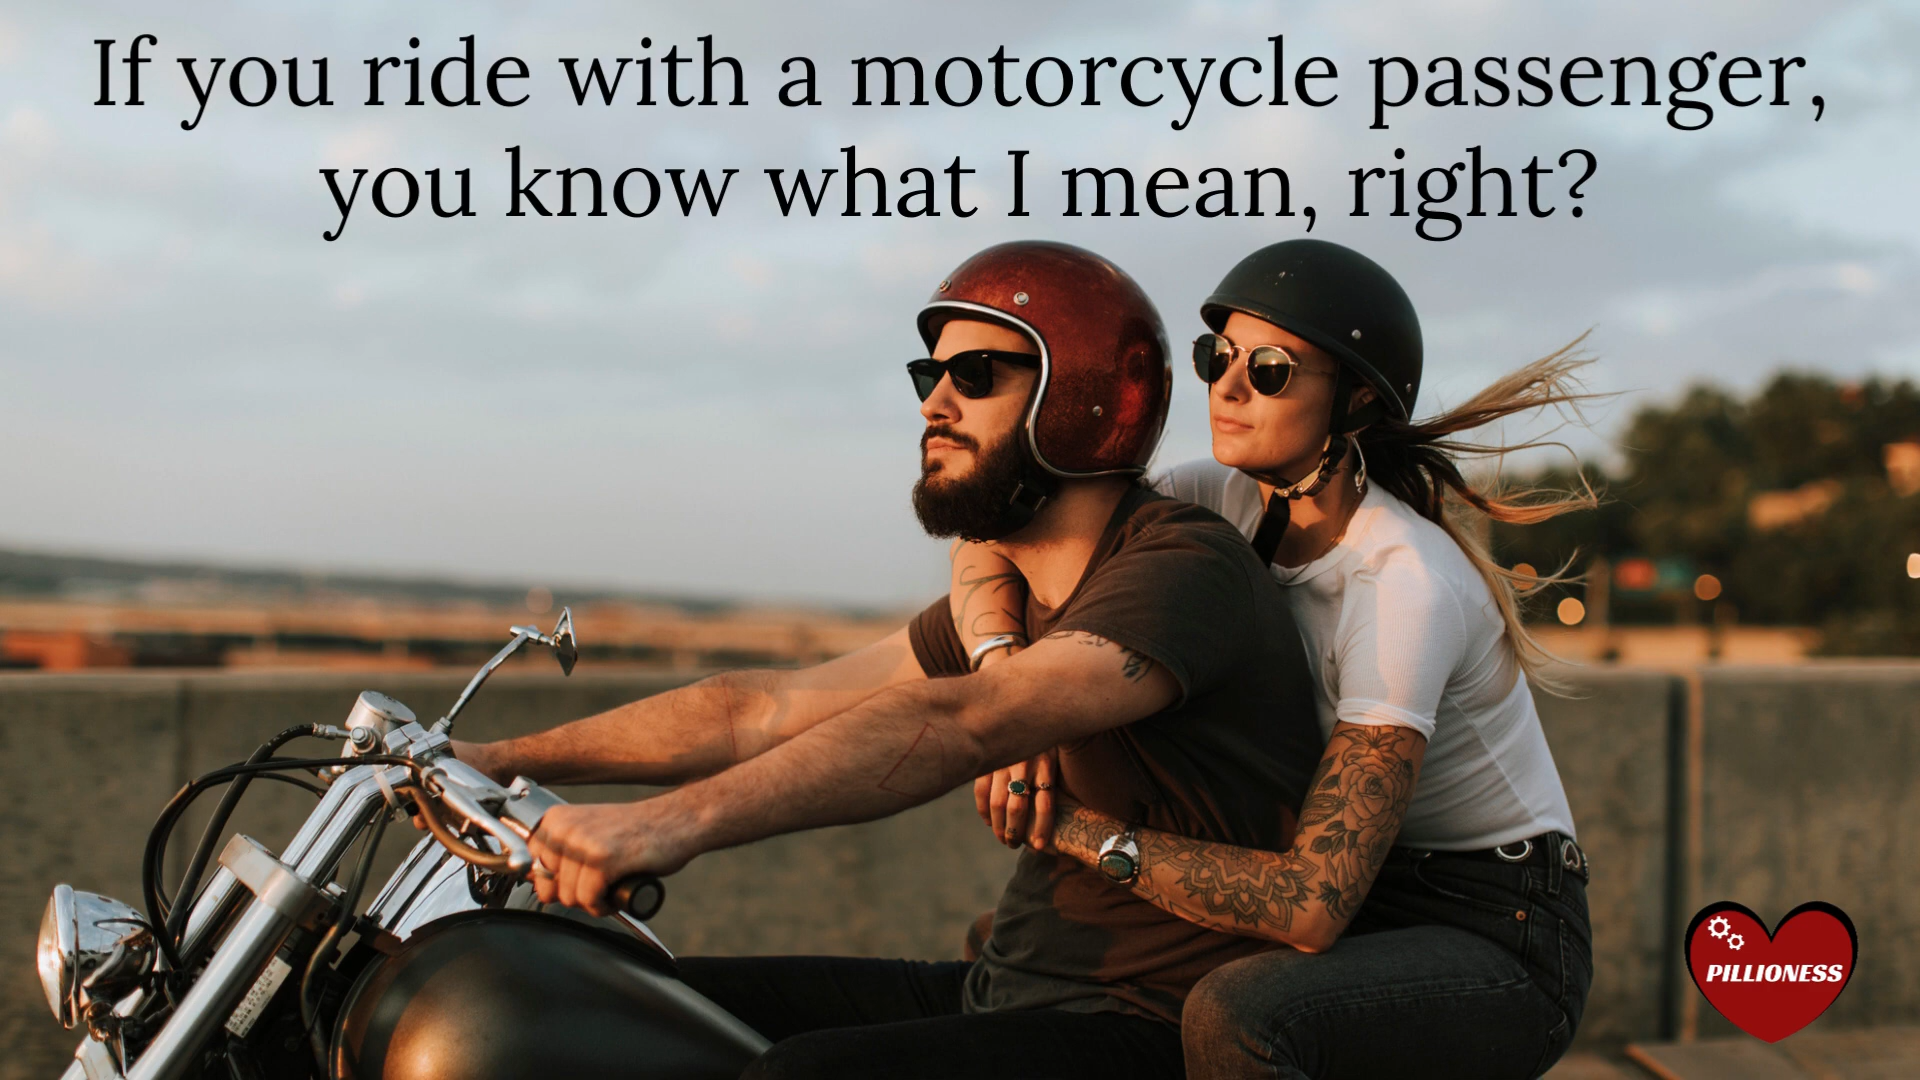 If you ride with a motorcycle passenger,
you know what I mean, right?
PILLIONESS